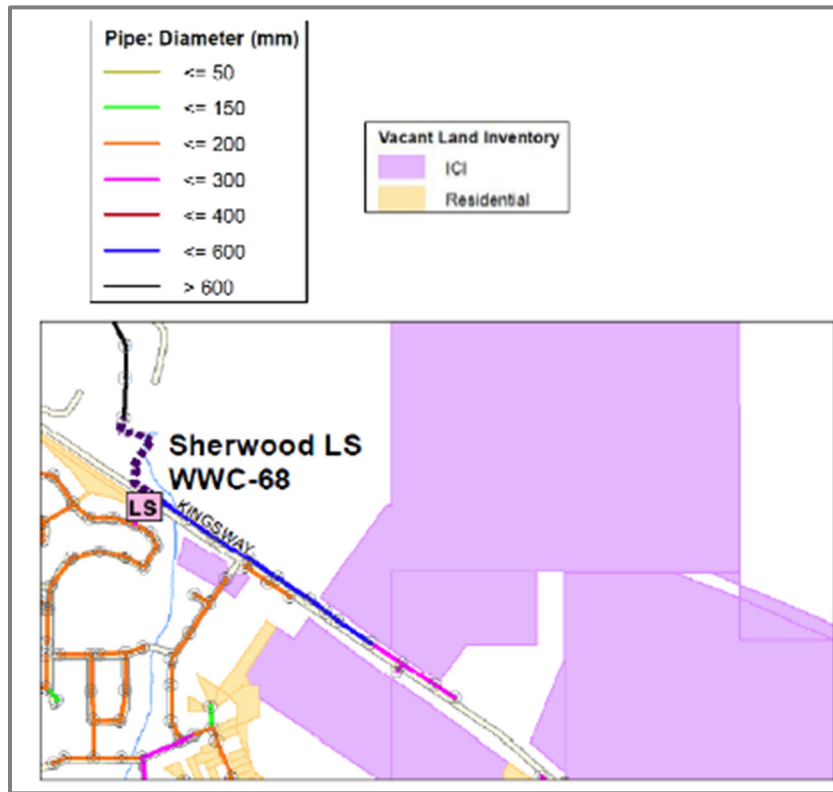 Pipe: Diameter (mm)
<= 50
<= 150
<= 200
<= 300
<= 400
<= 600
> 600
Vacant Land Inventory
ICI
Residential
Sherwood LS
WWC-68
LS
KINGSWAY